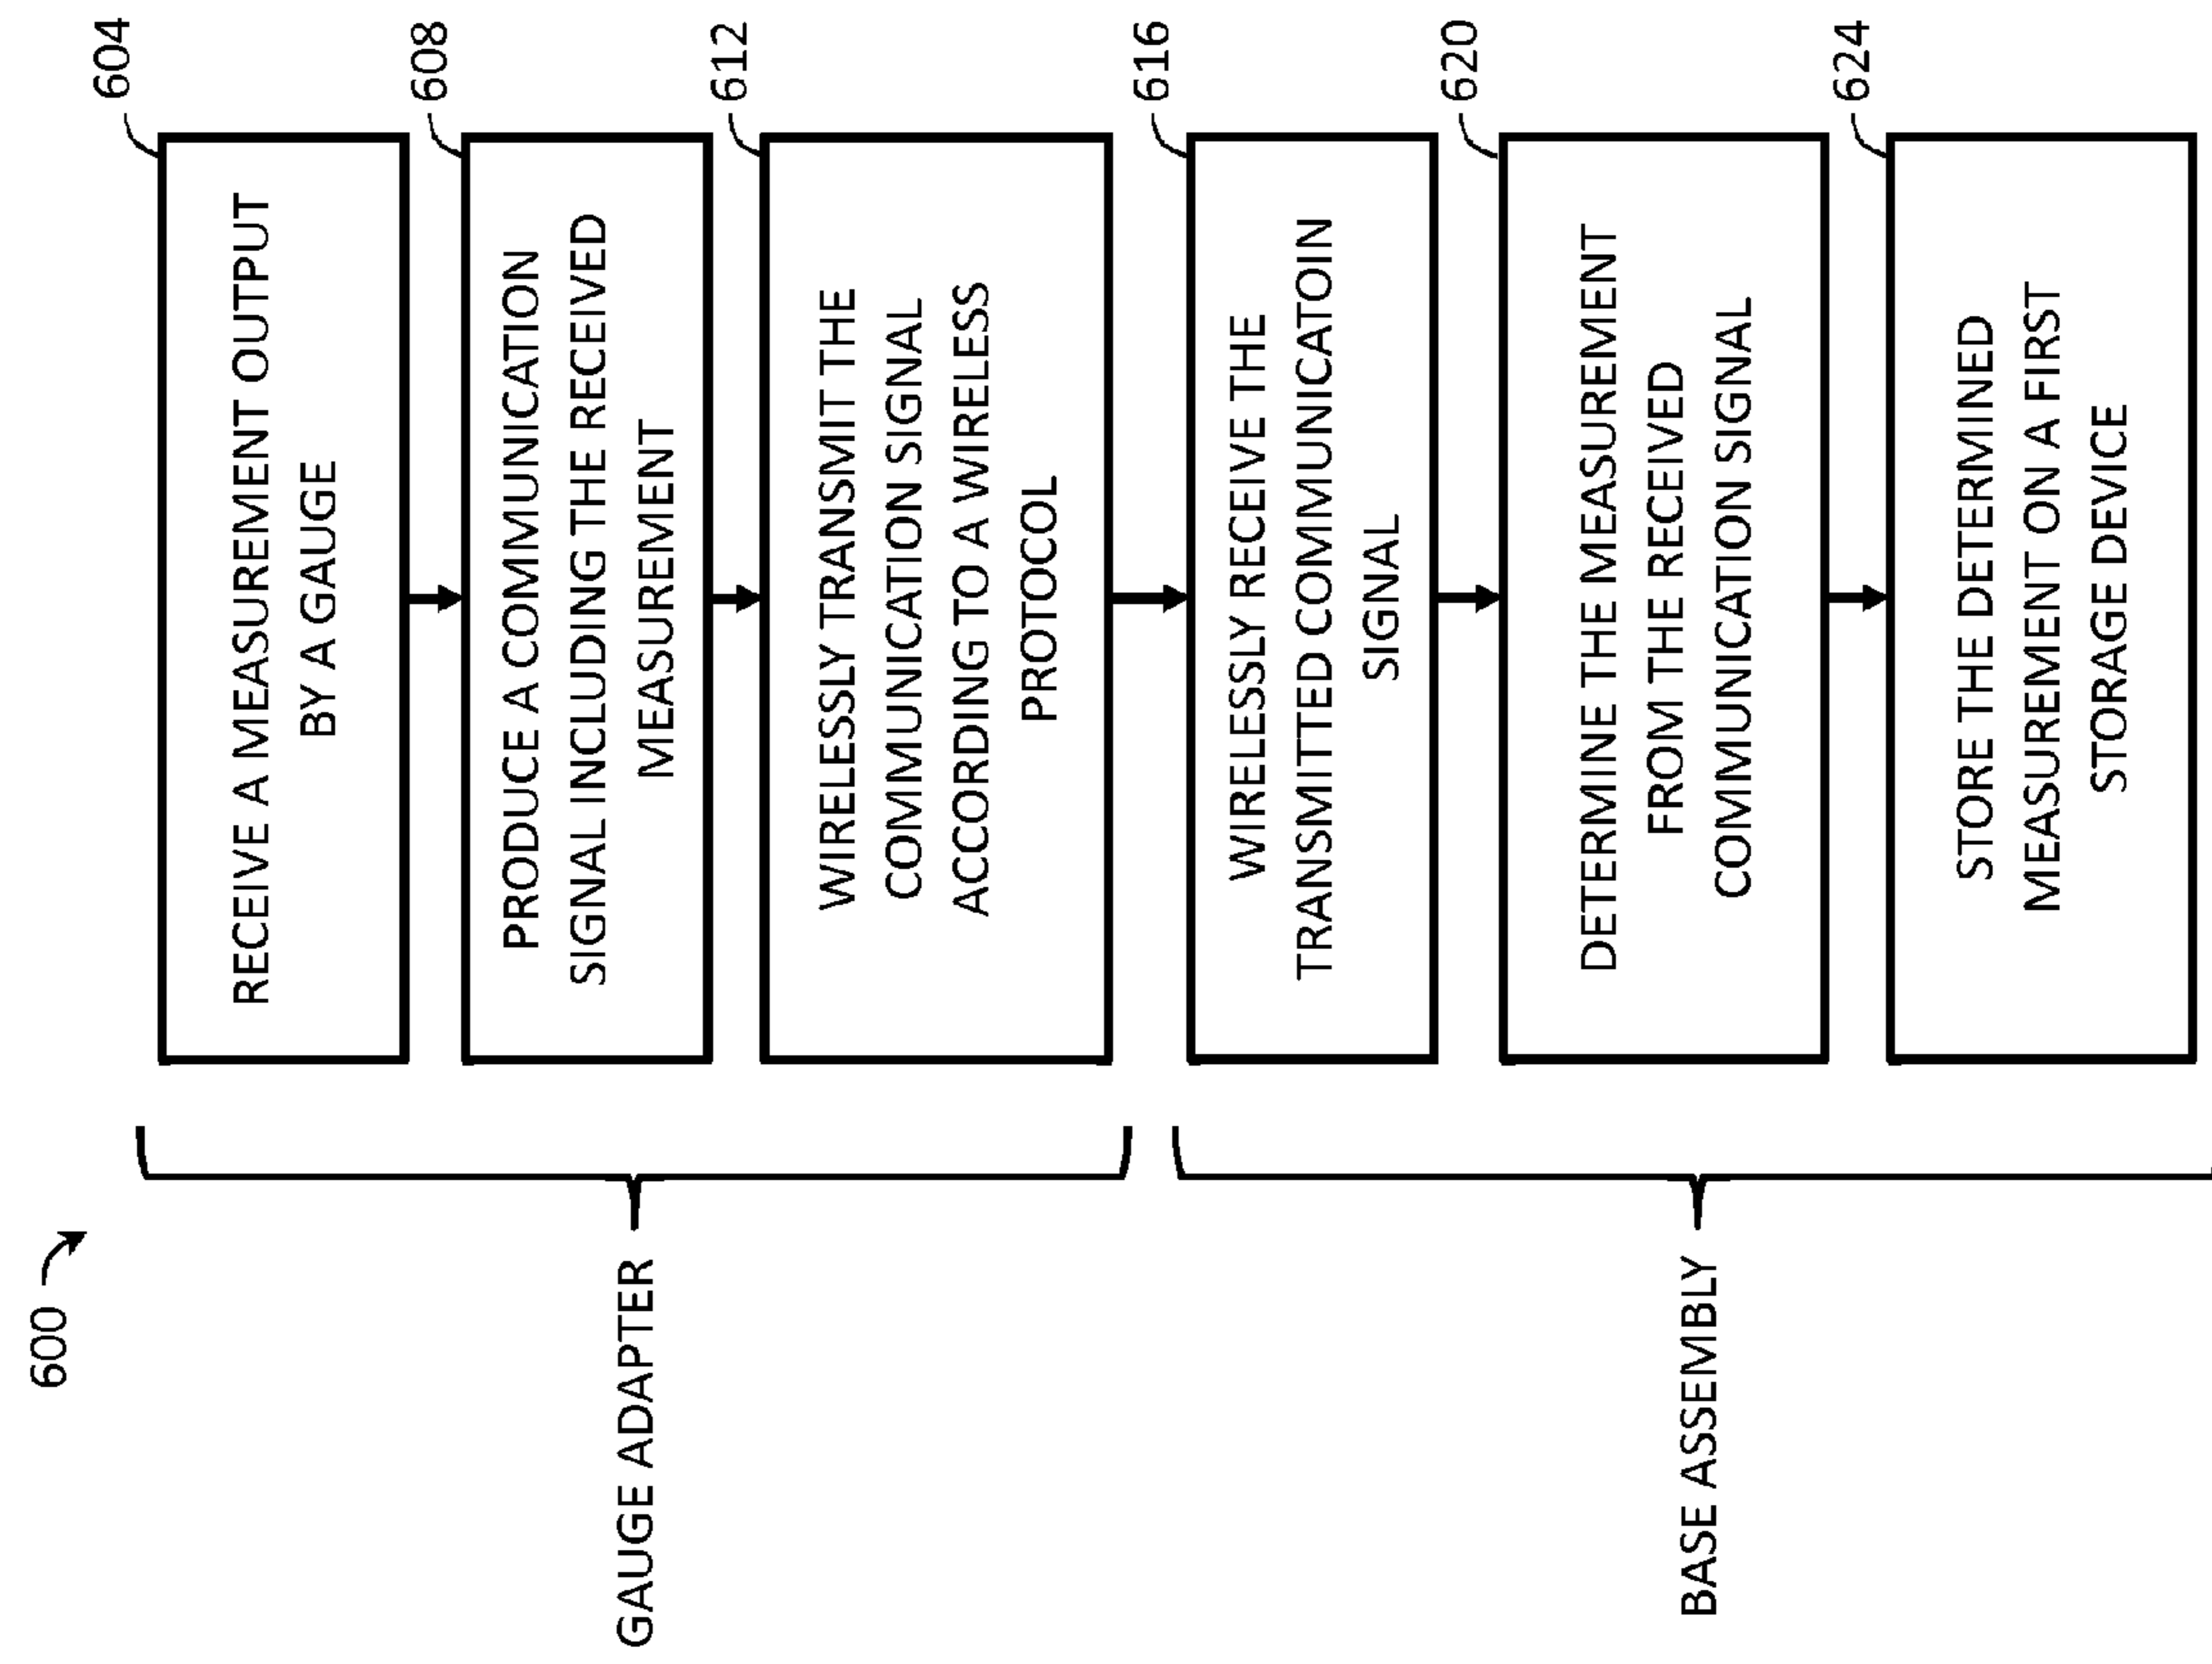 600
604
RECEIVE A MEASUREMENT OUTPUT
BY A GAUGE
608
PRODUCE A COMMUNICATION
SIGNAL INCLUDING THE RECEIVED
MEASUREMENT
612
WIRELESSLY TRANSMIT THE
COMMUNICATION SIGNAL
ACCORDING TO A WIRELESS
PROTOCOL
GAUGE ADAPTER
616
WIRELESSLY RECEIVE THE
TRANSMITTED COMMUNICATOIN
SIGNAL
620
DETERMINE THE MEASUREMENT
FROM THE RECEIVED
COMMUNICATION SIGNAL
624
STORE THE DETERMINED
MEASUREMENT ON A FIRST
STORAGE DEVICE
BASE ASSEMBLY